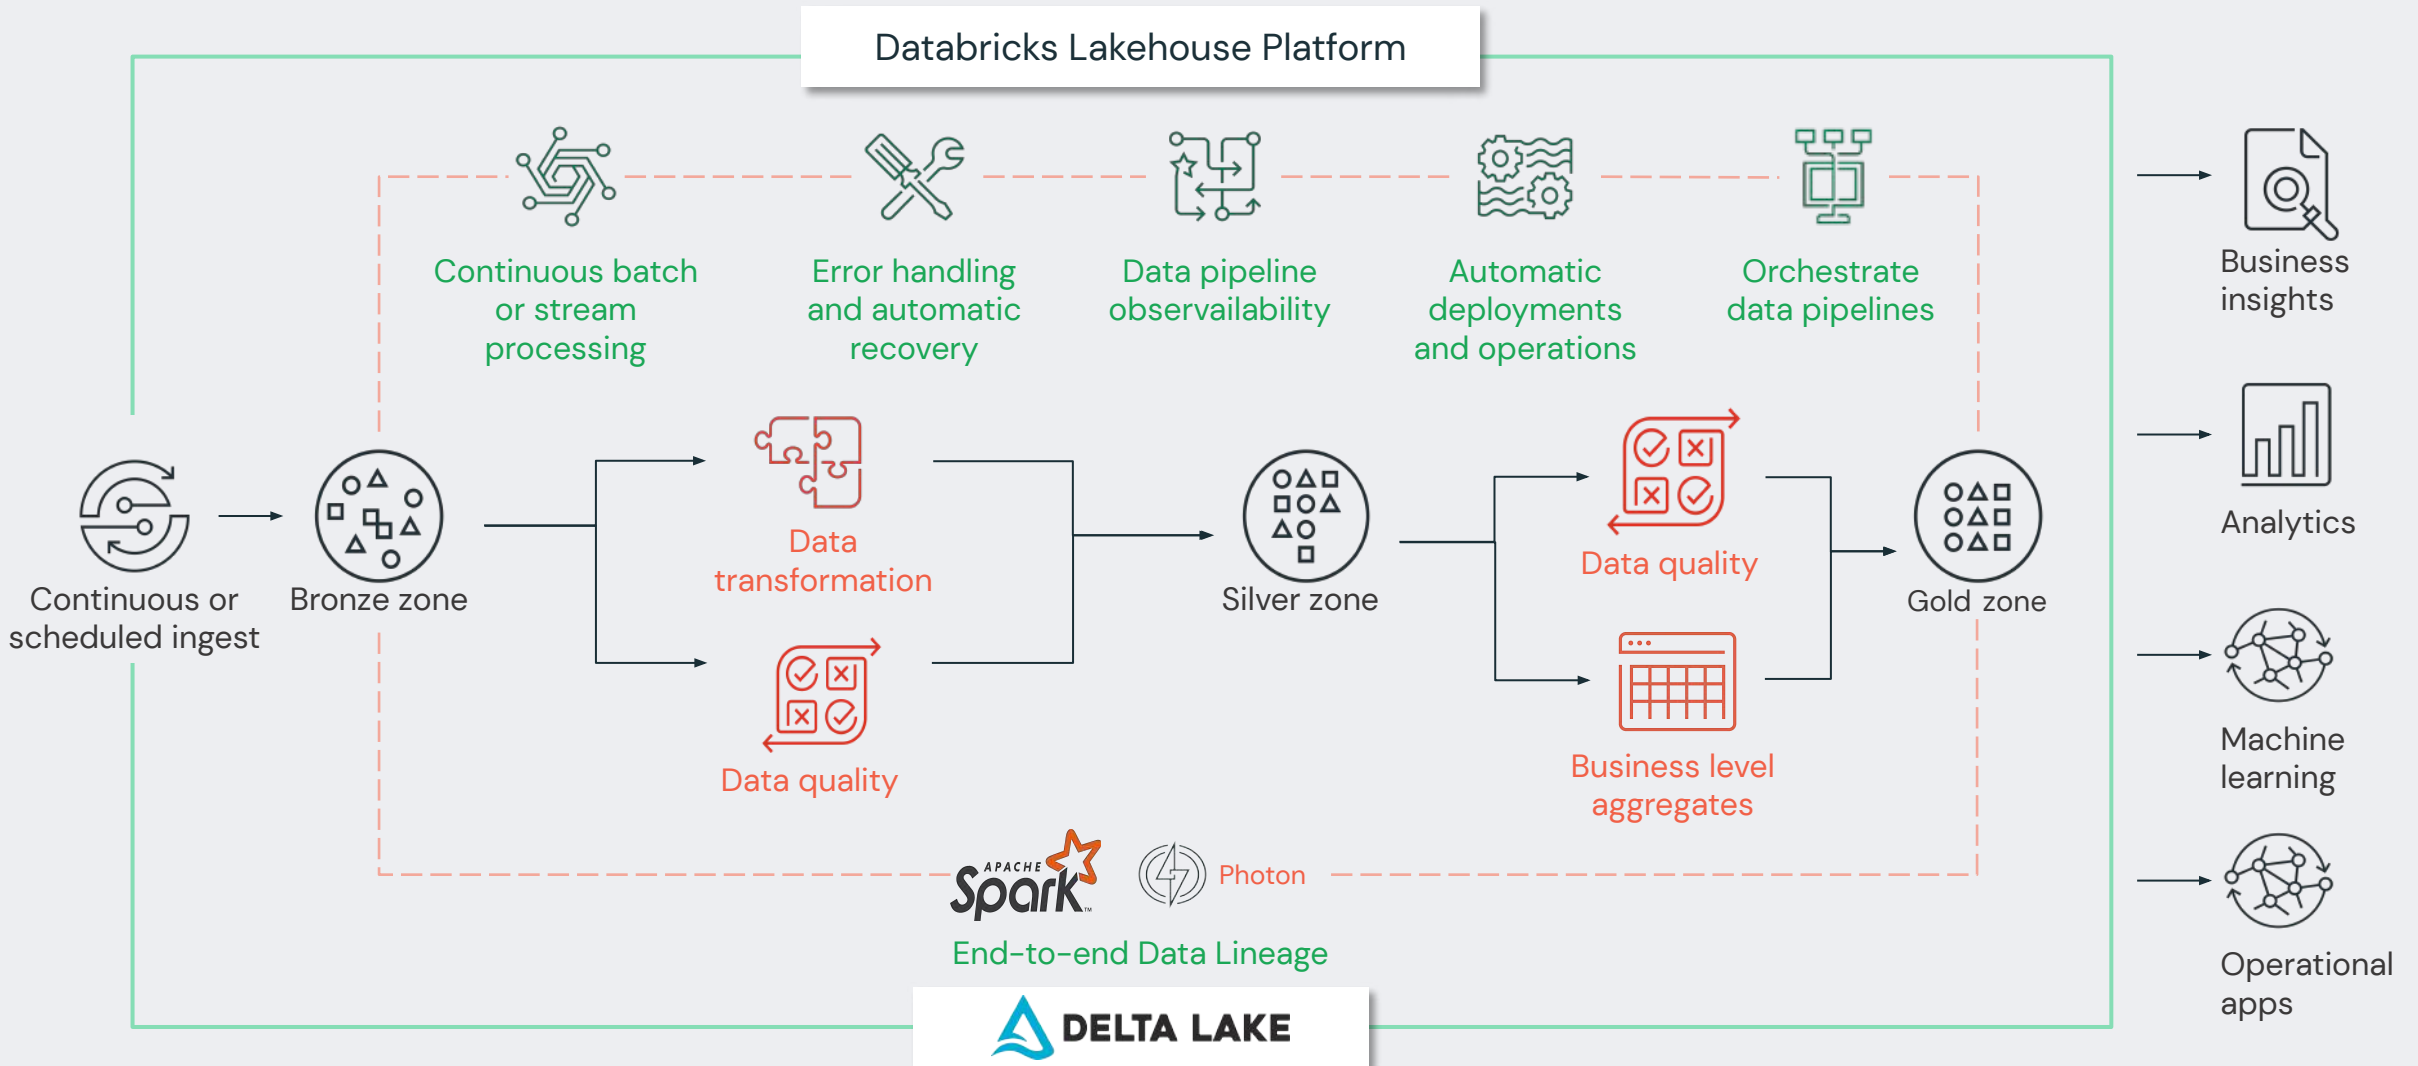 Databricks Lakehouse Platform
Continuous batch
or stream
processing
Error handling
and automatic
recovery
Data pipeline
observailability
Automatic
deployments
and operations
Orchestrate
data pipelines
Business
insights
Analytics
Machine
learning
Operational
apps
Continuous or
scheduled ingest
Bronze zone
Data
transformation
Data quality
Silver zone
Data quality
Business level
aggregates
Gold zone
APACHE
Spark™
Photon
End-to-end Data Lineage
DELTA LAKE